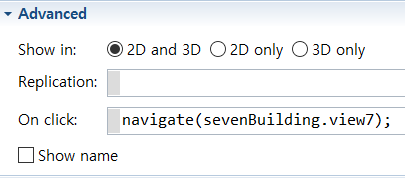 Advanced
Show in: 2D and 3D 2D only 3D only
Replication:
On click: navigate(sevenBuilding.view7);
Show name